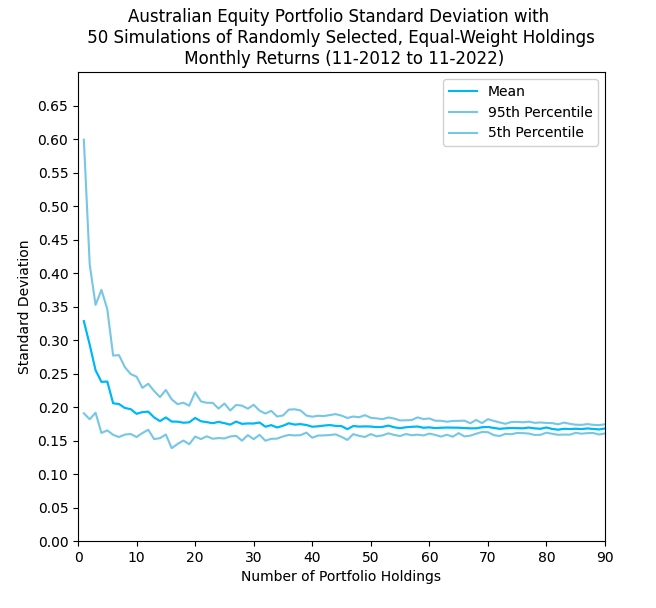 Australian Equity Portfolio Standard Deviation with
50 Simulations of Randomly Selected, Equal-Weight Holdings
Monthly Returns (11-2012 to 11-2022)
Mean
95th Percentile
5th Percentile
0.65
0.60
0.55
0.50
0.45
0.40
0.35
0.30
0.25
0.20
0.15
0.10
0.05
0.00
Standard Deviation
0 10 20 30 40 50 60 70 80 90
Number of Portfolio Holdings